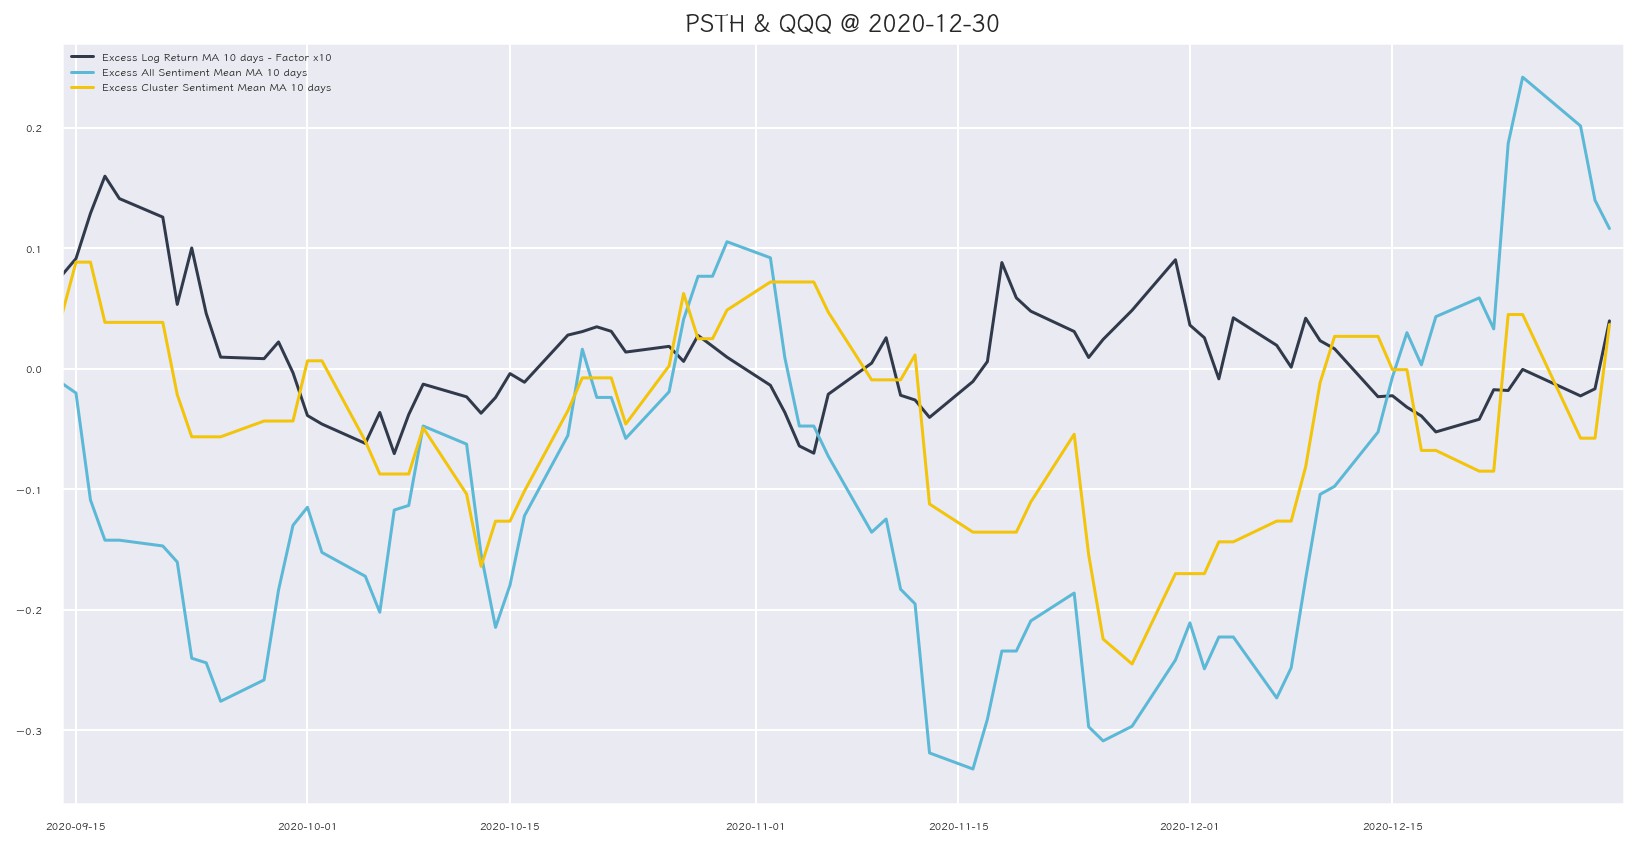 PSTH & QQQ @ 2020-12-30
Excess Log Return MA 10 days - Factor x10
Excess All Sentiment Mean MA 10 days
Excess Cluster Sentiment Mean MA 10 days
0.2
0.1
0.0
−0.1
−0.2
−0.3
2020-09-15 2020-10-01 2020-10-15 2020-11-01 2020-11-15 2020-12-01 2020-12-15